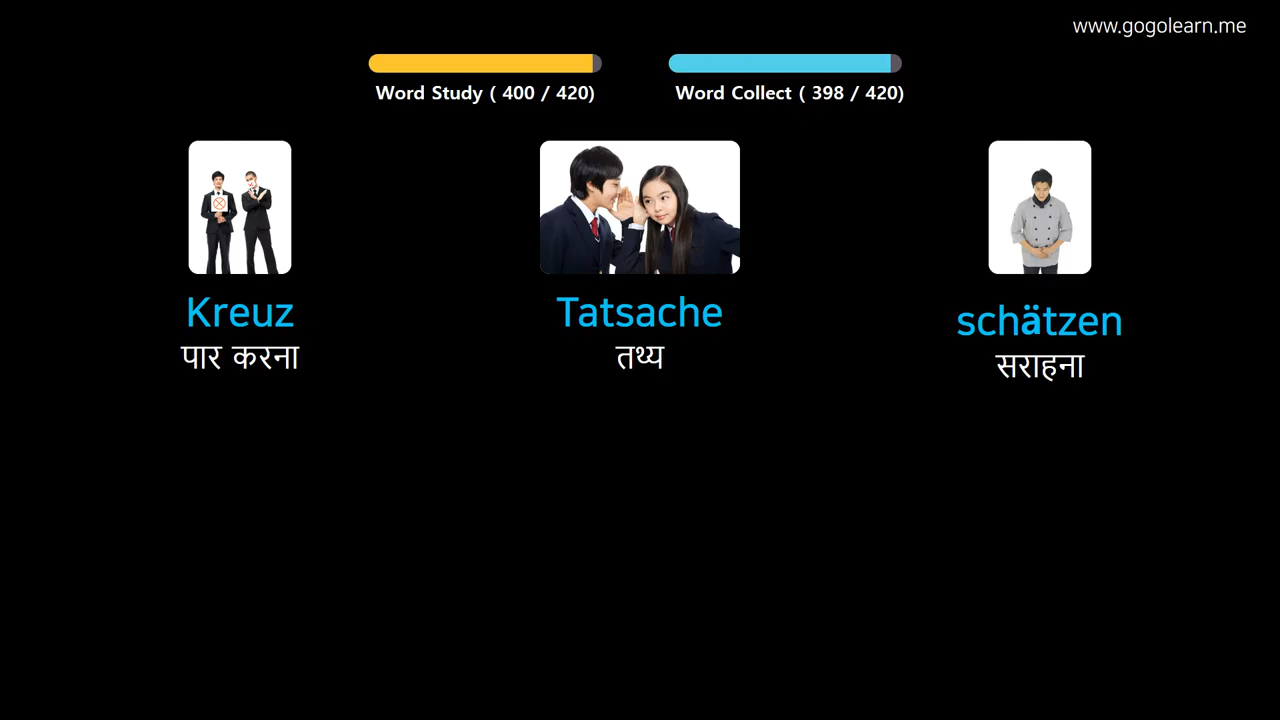 www.gogolearn.me
Word Study ( 400 / 420)
Word Collect ( 398 / 420)
Kreuz
पार करना
Tatsache
तथ्य
schätzen
सराहना